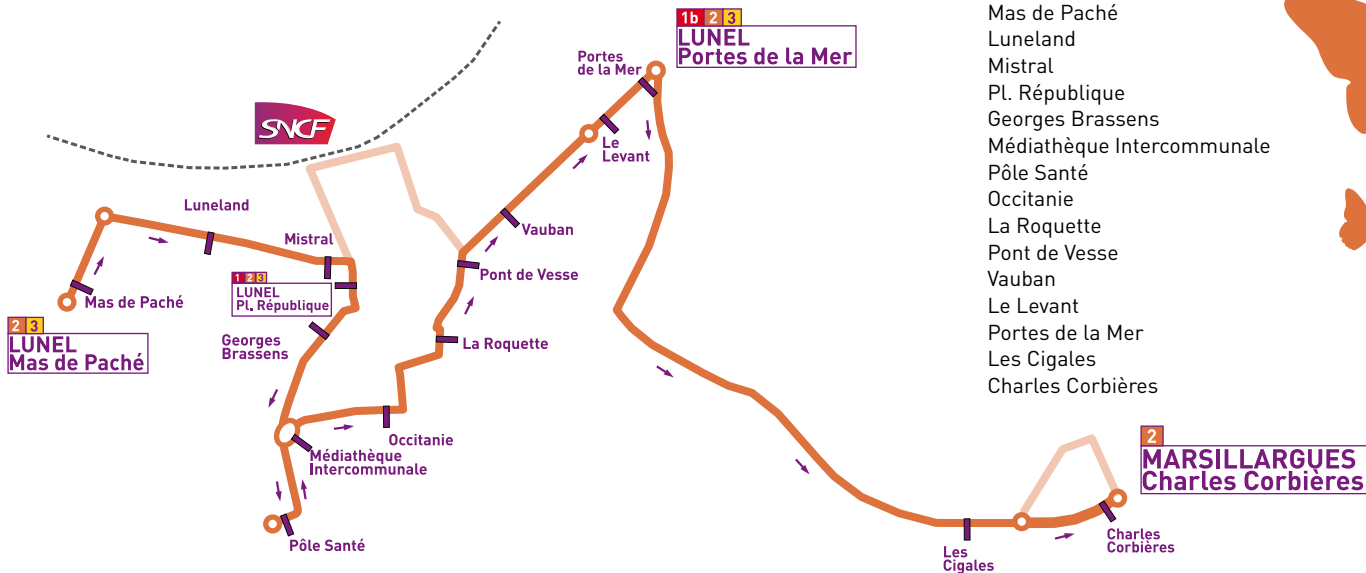 1b 2 3
LUNEL
Portes de la Mer
Portes
de la Mer
SNCF
Le
Levant
Luneland
Mistral
Vauban
Pont de Vesse
1 2 3
LUNEL
Pl. République
Mas de Paché
2 3
LUNEL
Mas de Paché
Georges
Brassens
La Roquette
Occitanie
Médiathèque
Intercommunale
Pôle Santé
Les
Cigales
Charles
Corbières
2
MARSILLARGUES
Charles Corbières
Mas de Paché
Luneland
Mistral
Pl. République
Georges Brassens
Médiathèque Intercommunale
Pôle Santé
Occitanie
La Roquette
Pont de Vesse
Vauban
Le Levant
Portes de la Mer
Les Cigales
Charles Corbières